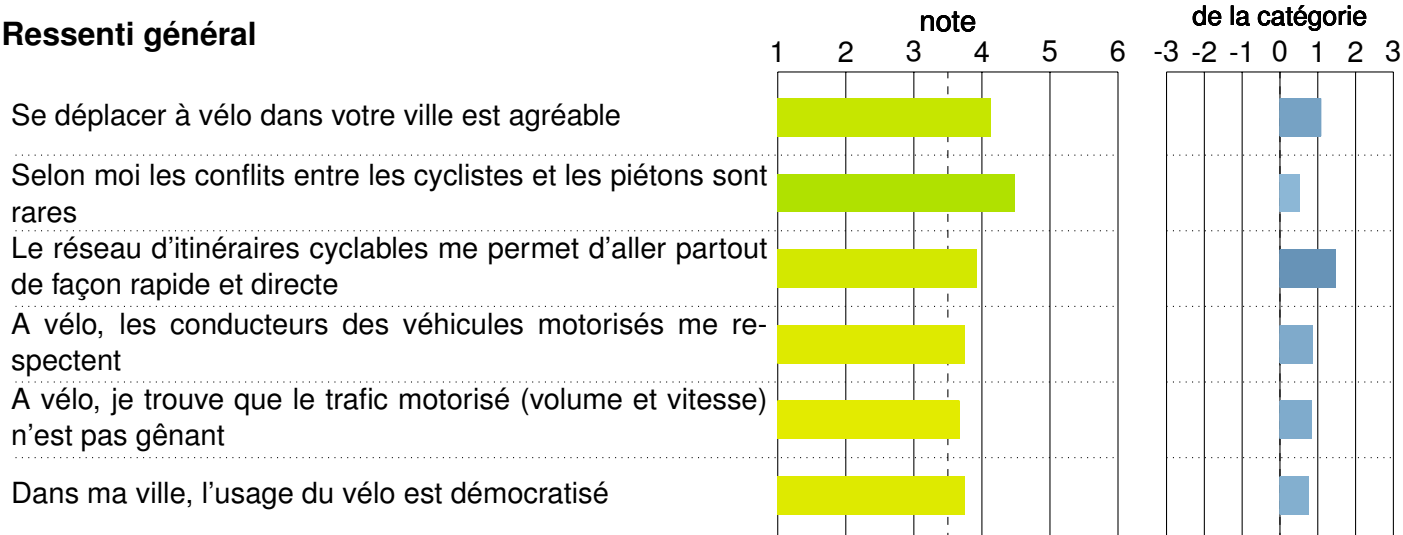 note
de la catégorie
Ressenti général
1 2 3 4 5 6
-3 -2 -1 0 1 2 3
Se déplacer à vélo dans votre ville est agréable
Selon moi les conflits entre les cyclistes et les piétons sont
rares
Le réseau d'itinéraires cyclables me permet d'aller partout
de façon rapide et directe
A vélo, les conducteurs des véhicules motorisés me re-
spectent
A vélo, je trouve que le trafic motorisé (volume et vitesse)
n'est pas gênant
Dans ma ville, l'usage du vélo est démocratisé